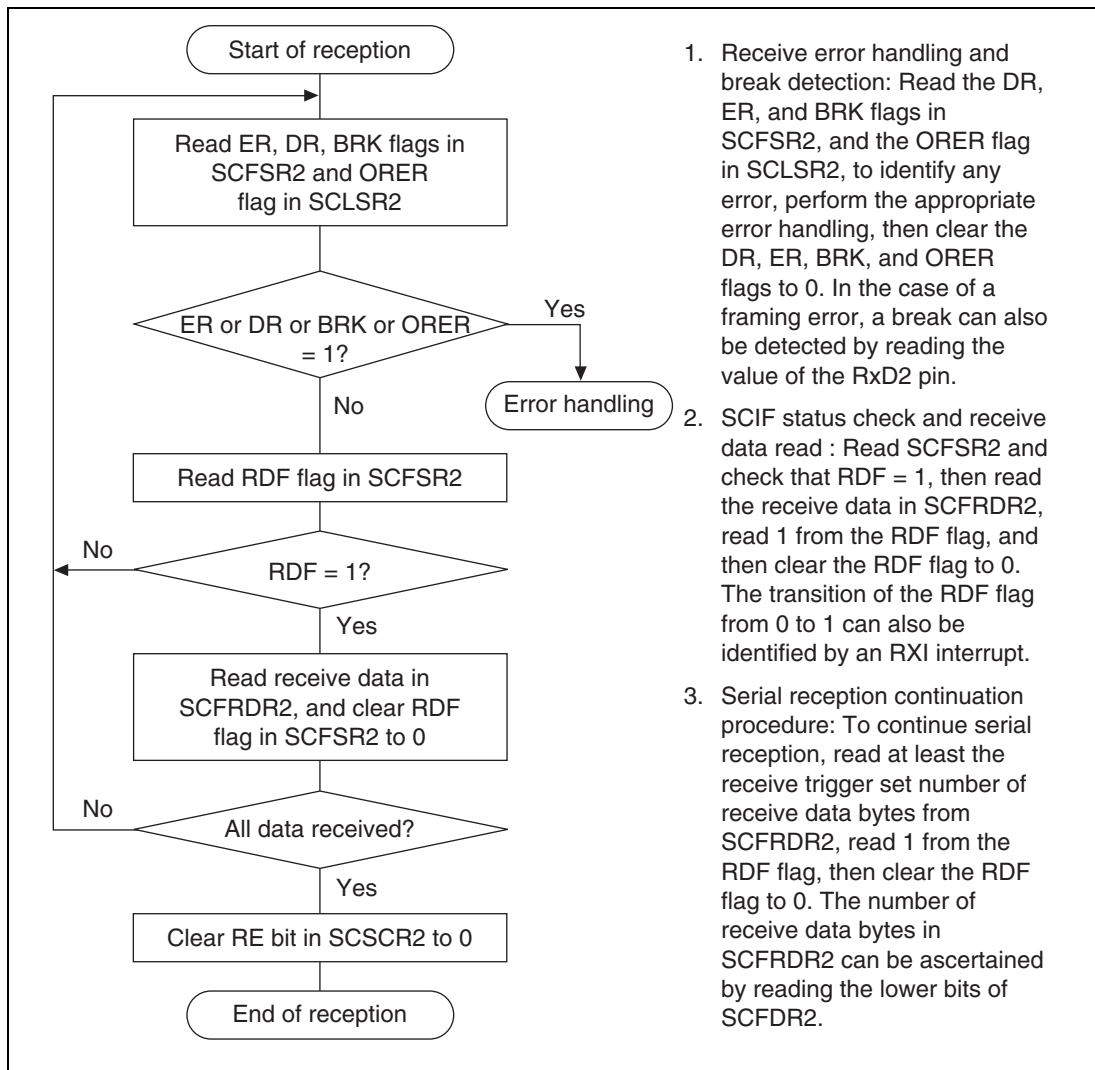 Start of reception
Read ER, DR, BRK flags in
SCFSR2 and ORER
flag in SCLSR2
ER or DR or BRK or ORER
= 1?
Yes
Error handling
No
Read RDF flag in SCFSR2
No
RDF = 1?
Yes
Read receive data in
SCFRDR2, and clear RDF
flag in SCFSR2 to 0
No
All data received?
Yes
Clear RE bit in SCSCR2 to 0
End of reception
1. Receive error handling and
break detection: Read the DR,
ER, and BRK flags in
SCFSR2, and the ORER flag
in SCLSR2, to identify any
error, perform the appropriate
error handling, then clear the
DR, ER, BRK, and ORER
flags to 0. In the case of a
framing error, a break can also
be detected by reading the
value of the RxD2 pin.
2. SCIF status check and receive
data read : Read SCFSR2 and
check that RDF = 1, then read
the receive data in SCFRDR2,
read 1 from the RDF flag, and
then clear the RDF flag to 0.
The transition of the RDF flag
from 0 to 1 can also be
identified by an RXI interrupt.
3. Serial reception continuation
procedure: To continue serial
reception, read at least the
receive trigger set number of
receive data bytes from
SCFRDR2, read 1 from the
RDF flag, then clear the RDF
flag to 0. The number of
receive data bytes in
SCFRDR2 can be ascertained
by reading the lower bits of
SCFDR2.